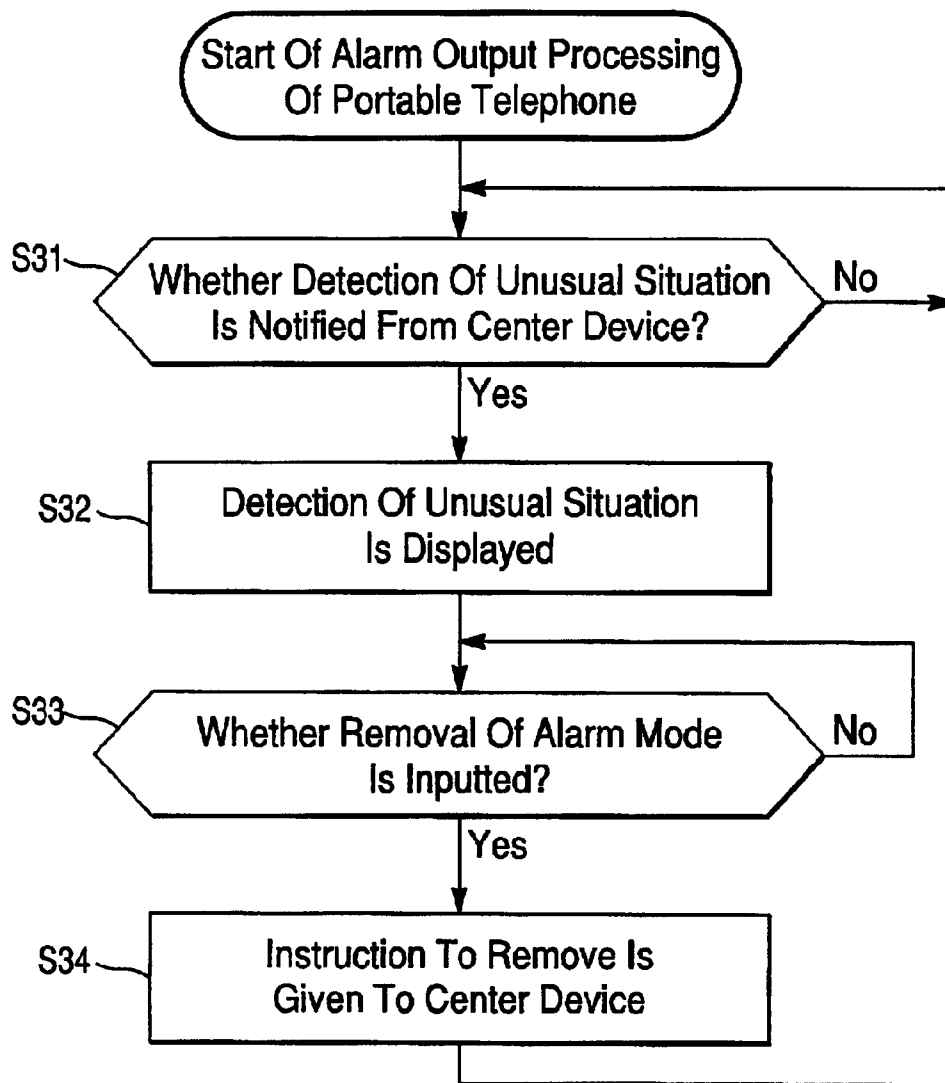 Start Of Alarm Output Processing
Of Portable Telephone
S31
Whether Detection Of Unusual Situation
Is Notified From Center Device?
No
Yes
S32
Detection Of Unusual Situation
Is Displayed
S33
Whether Removal Of Alarm Mode
Is Inputted?
No
Yes
S34
Instruction To Remove Is
Given To Center Device